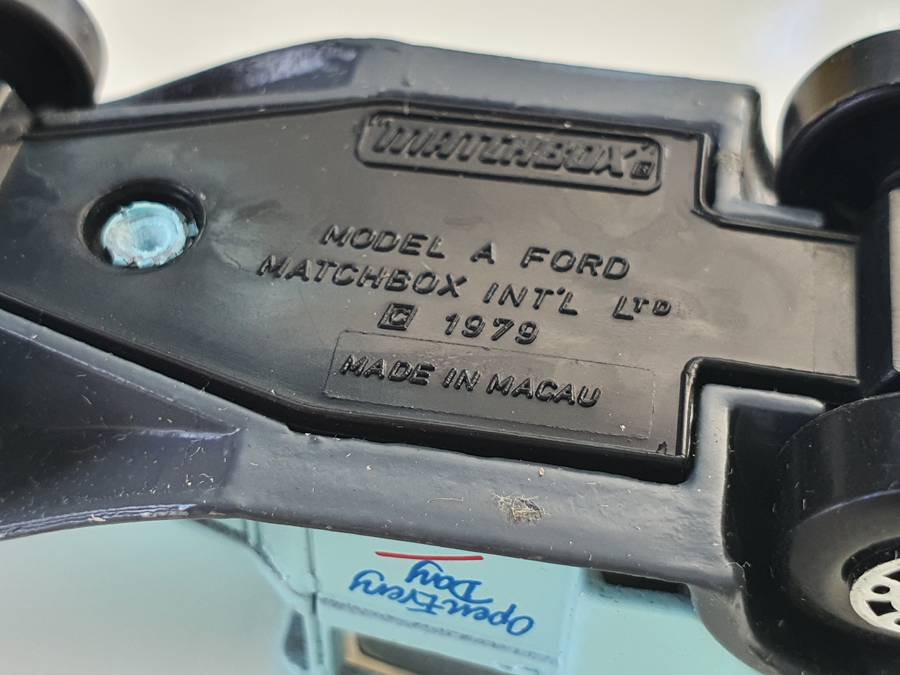 "MATCHBOX" ®
MODEL A FORD
MATCHBOX INT'L LTD
© 1979
MADE IN MACAU
Open Every
Day